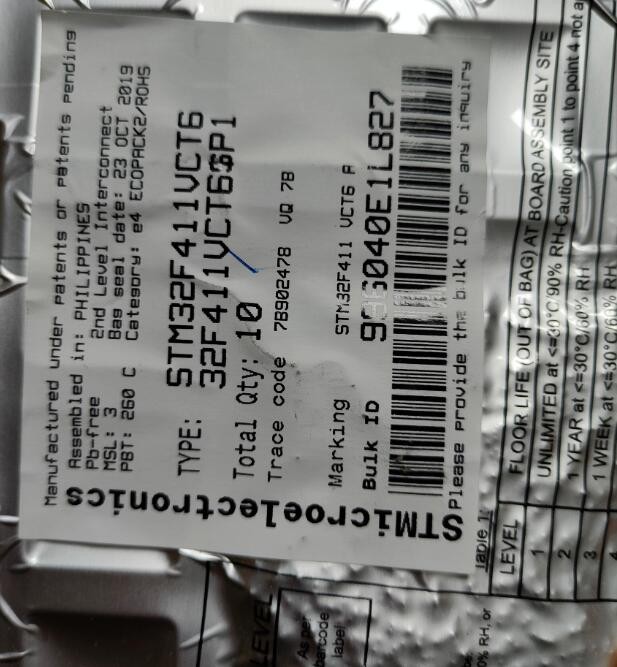 Manufactured under patents or patents pending
Assembled in: PHILIPPINES
Pb-free 2nd Level Interconnect
MSL: 3 Bag seal date: 23 OCT 2019
PBT: 260 C Category: e4 ECOPACK2/ROHS
TYPE: STM32F411VCT6
32F411VCT6$P1
Total Qty: 10
Trace code 7B902478 VQ 7B
Marking STM32F411 VCT6 A
Bulk ID
Please provide the bulk ID for any inquiry
STMicroelectronics
Table 1
LEVEL FLOOR LIFE (OUT OF BAG) AT BOARD ASSEMBLY SITE
1 UNLIMITED at <=30°C/90% RH-Caution point 1 to point 4 not a
2 1 YEAR at <=30°C/60% RH
3 1 WEEK at <=30°C/60% RH
4
LEVEL
As per
barcode
label
% RH, or